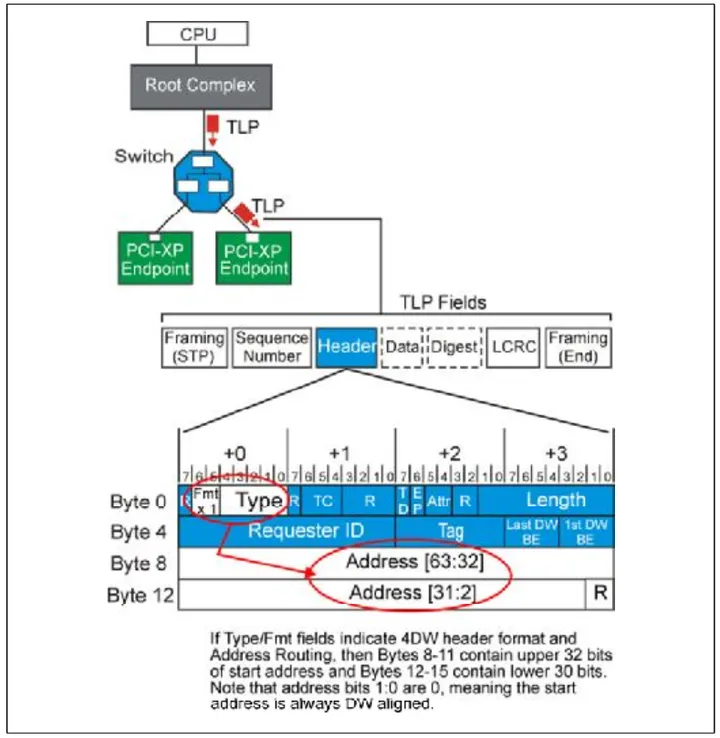 CPU
Root Complex
TLP
Switch
TLP
PCI-XP
Endpoint
PCI-XP
Endpoint
TLP Fields
Framing
(STP)
Sequence
Number
Header
Data
Digest
LCRC
Framing
(End)
+0 +1 +2 +3
7 6 5 4 3 2 1 0 7 6 5 4 3 2 1 0 7 6 5 4 3 2 1 0 7 6 5 4 3 2 1 0
Byte 0 R Fmt x 1 Type R TC R T D E P Attr R Length
Byte 4 Requester ID Tag Last DW BE 1st DW BE
Byte 8 Address [63:32]
Byte 12 Address [31:2] R
If Type/Fmt fields indicate 4DW header format and
Address Routing, then Bytes 8-11 contain upper 32 bits
of start address and Bytes 12-15 contain lower 30 bits.
Note that address bits 1:0 are 0, meaning the start
address is always DW aligned.